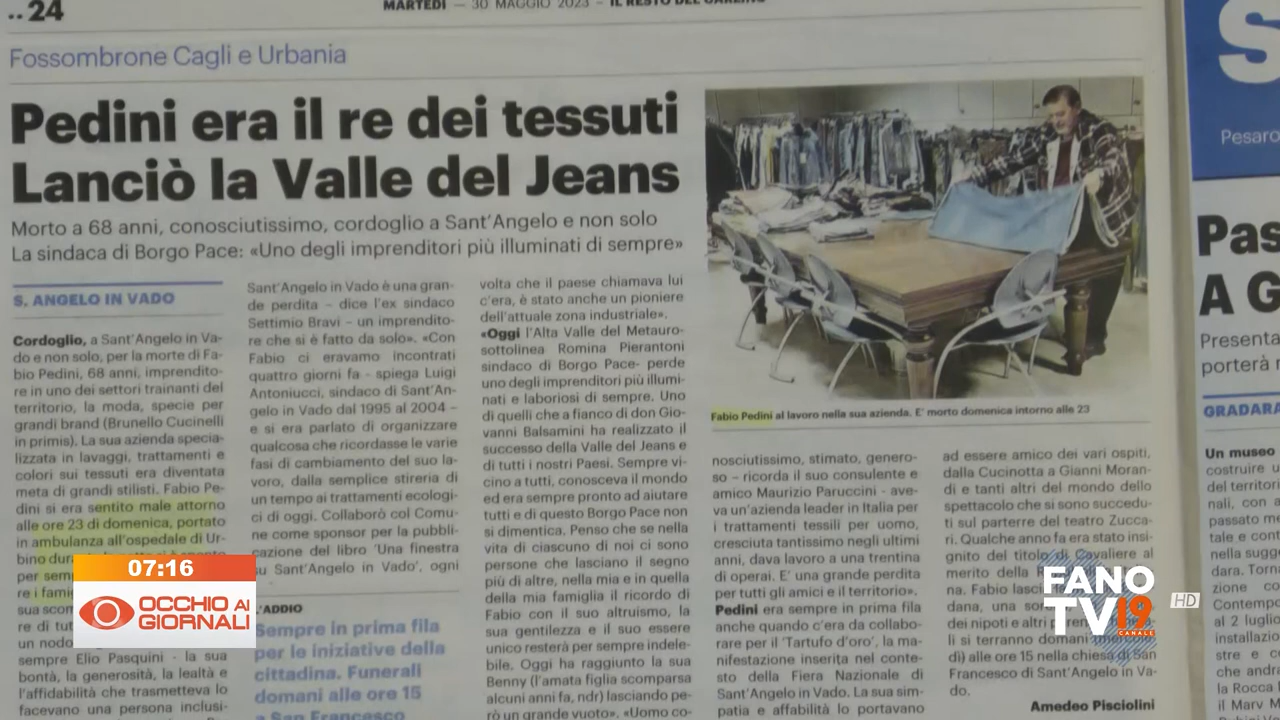 ..24
MARTEDÌ — 30 MAGGIO 2023 – IL RESTO DEL CARLINO
Fossombrone Cagli e Urbania
Pedini era il re dei tessuti
Lanciò la Valle del Jeans
Morto a 68 anni, conosciutissimo, cordoglio a Sant'Angelo e non solo
La sindaca di Borgo Pace: «Uno degli imprenditori più illuminati di sempre»
S. ANGELO IN VADO
Cordoglio, a Sant'Angelo in Va-
do e non solo, per la morte di Fa-
bio Pedini, 68 anni, imprendito-
re in uno dei settori trainanti del
territorio, la moda, specie per
grandi brand (Brunello Cucinelli
in primis). La sua azienda specia-
lizzata in lavaggi, trattamenti e
colori sui tessuti era diventata
meta di grandi stilisti. Fabio Pe-
dini si era sentito male attorno
alle ore 23 di domenica, portato
in ambulanza all'ospedale di Ur-
bino
per sem
re i fami
sua scon
re di tut
un nodo
sempre Elio Pasquini - la sua
bontà, la generosità, la lealtà e
l'affidabilità che trasmetteva lo
facevano una persona inclusi-
Sant'Angelo in Vado è una gran-
de perdita – dice l'ex sindaco
Settimio Bravi – un imprendito-
re che si è fatto da solo». «Con
Fabio ci eravamo incontrati
quattro giorni fa - spiega Luigi
Antoniucci, sindaco di Sant'An-
gelo in Vado dal 1995 al 2004 –
e si era parlato di organizzare
qualcosa che ricordasse le varie
fasi di cambiamento del suo la-
voro, dalla semplice stireria di
un tempo ai trattamenti ecologi-
ci di oggi. Collaborò col Comu-
ne come sponsor per la pubbli-
cazione del libro 'Una finestra
su Sant'Angelo in Vado', ogni
L'ADDIO
Sempre in prima fila
per le iniziative della
cittadina. Funerali
domani alle ore 15
a San Francesco
volta che il paese chiamava lui
c'era, è stato anche un pioniere
dell'attuale zona industriale».
«Oggi l'Alta Valle del Metauro-
sottolinea Romina Pierantoni
sindaco di Borgo Pace- perde
uno degli imprenditori più illumi-
nati e laboriosi di sempre. Uno
di quelli che a fianco di don Gio-
vanni Balsamini ha realizzato il
successo della Valle del Jeans e
di tutti i nostri Paesi. Sempre vi-
cino a tutti, conosceva il mondo
ed era sempre pronto ad aiutare
tutti e di questo Borgo Pace non
si dimentica. Penso che se nella
vita di ciascuno di noi ci sono
persone che lasciano il segno
più di altre, nella mia e in quella
della mia famiglia il ricordo di
Fabio con il suo altruismo, la
sua gentilezza e il suo essere
unico resterà per sempre indele-
bile. Oggi ha raggiunto la sua
Benny (l'amata figlia scomparsa
alcuni anni fa, ndr) lasciando pe-
rò un grande vuoto». «Uomo co-
Fabio Pedini al lavoro nella sua azienda. E' morto domenica intorno alle 23
nosciutissimo, stimato, genero-
so – ricorda il suo consulente e
amico Maurizio Paruccini - ave-
va un'azienda leader in Italia per
i trattamenti tessili per uomo,
cresciuta tantissimo negli ultimi
anni, dava lavoro a una trentina
di operai. E' una grande perdita
per tutti gli amici e il territorio».
Pedini era sempre in prima fila
anche quando c'era da collabo-
rare per il 'Tartufo d'oro', la ma-
nifestazione inserita nel conte-
sto della Fiera Nazionale di
Sant'Angelo in Vado. La sua sim-
patia e affabilità lo portavano
ad essere amico dei vari ospiti,
dalla Cucinotta a Gianni Moran-
di e tanti altri del mondo dello
spettacolo che si sono succedu-
ti sul parterre del teatro Zucca-
ri. Qualche anno fa era stato insi-
gnito del titolo di Cavaliere al
merito della
na. Fabio
dana, una
dei nipoti e altri
li si terranno domani
dì) alle ore 15 nella chiesa di San
Francesco di Sant'Angelo in Va-
do.
Amedeo Pisciolini
S
Pesaro
Pas
A G
Presenta
porterà
GRADARA
Un museo
costruire u
del territori
nali, con a
passato m
tale e cont
nella sugg
dara. Torna
zione co
Contempo
al 2 luglio
installazio
stre e c
che andr
la Rocca
il Marv M
07:16
OCCHIO AI
GIORNALI
FANO
TV19
CANALE
HD